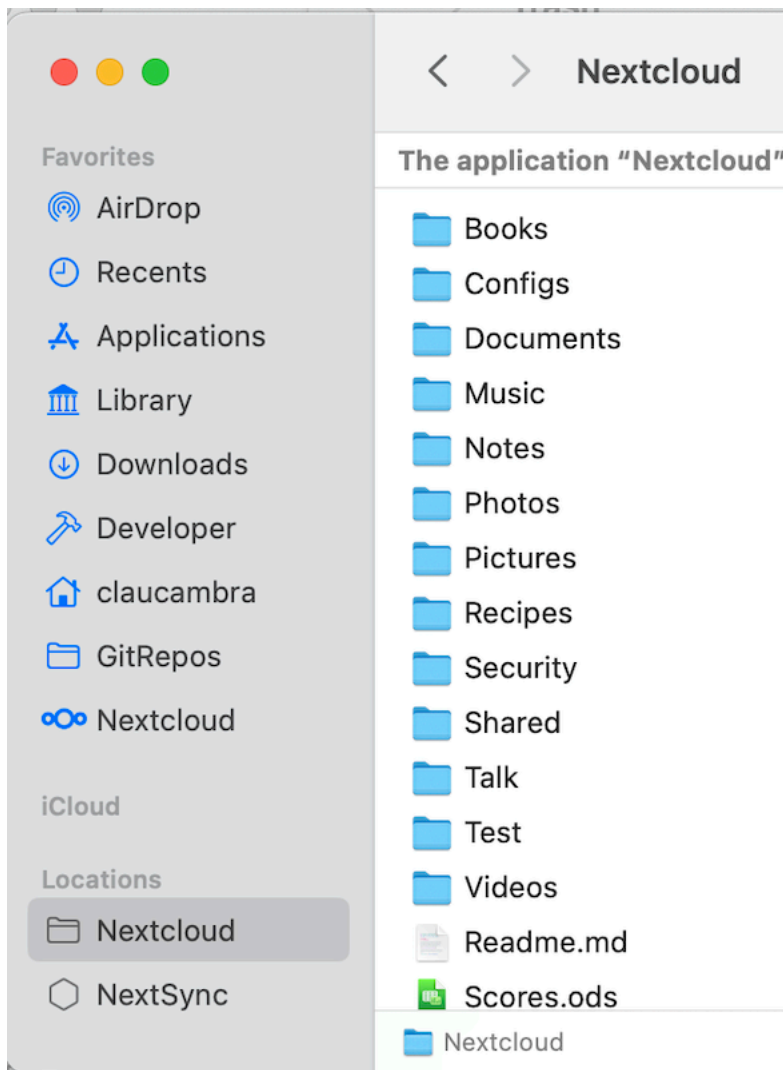 Nextcloud
Favorites
AirDrop
Recents
Applications
Library
Downloads
Developer
claucambra
GitRepos
Nextcloud
iCloud
Locations
Nextcloud
NextSync
The application “Nextcloud”
Books
Configs
Documents
Music
Notes
Photos
Pictures
Recipes
Security
Shared
Talk
Test
Videos
Readme.md
Scores.ods
Nextcloud